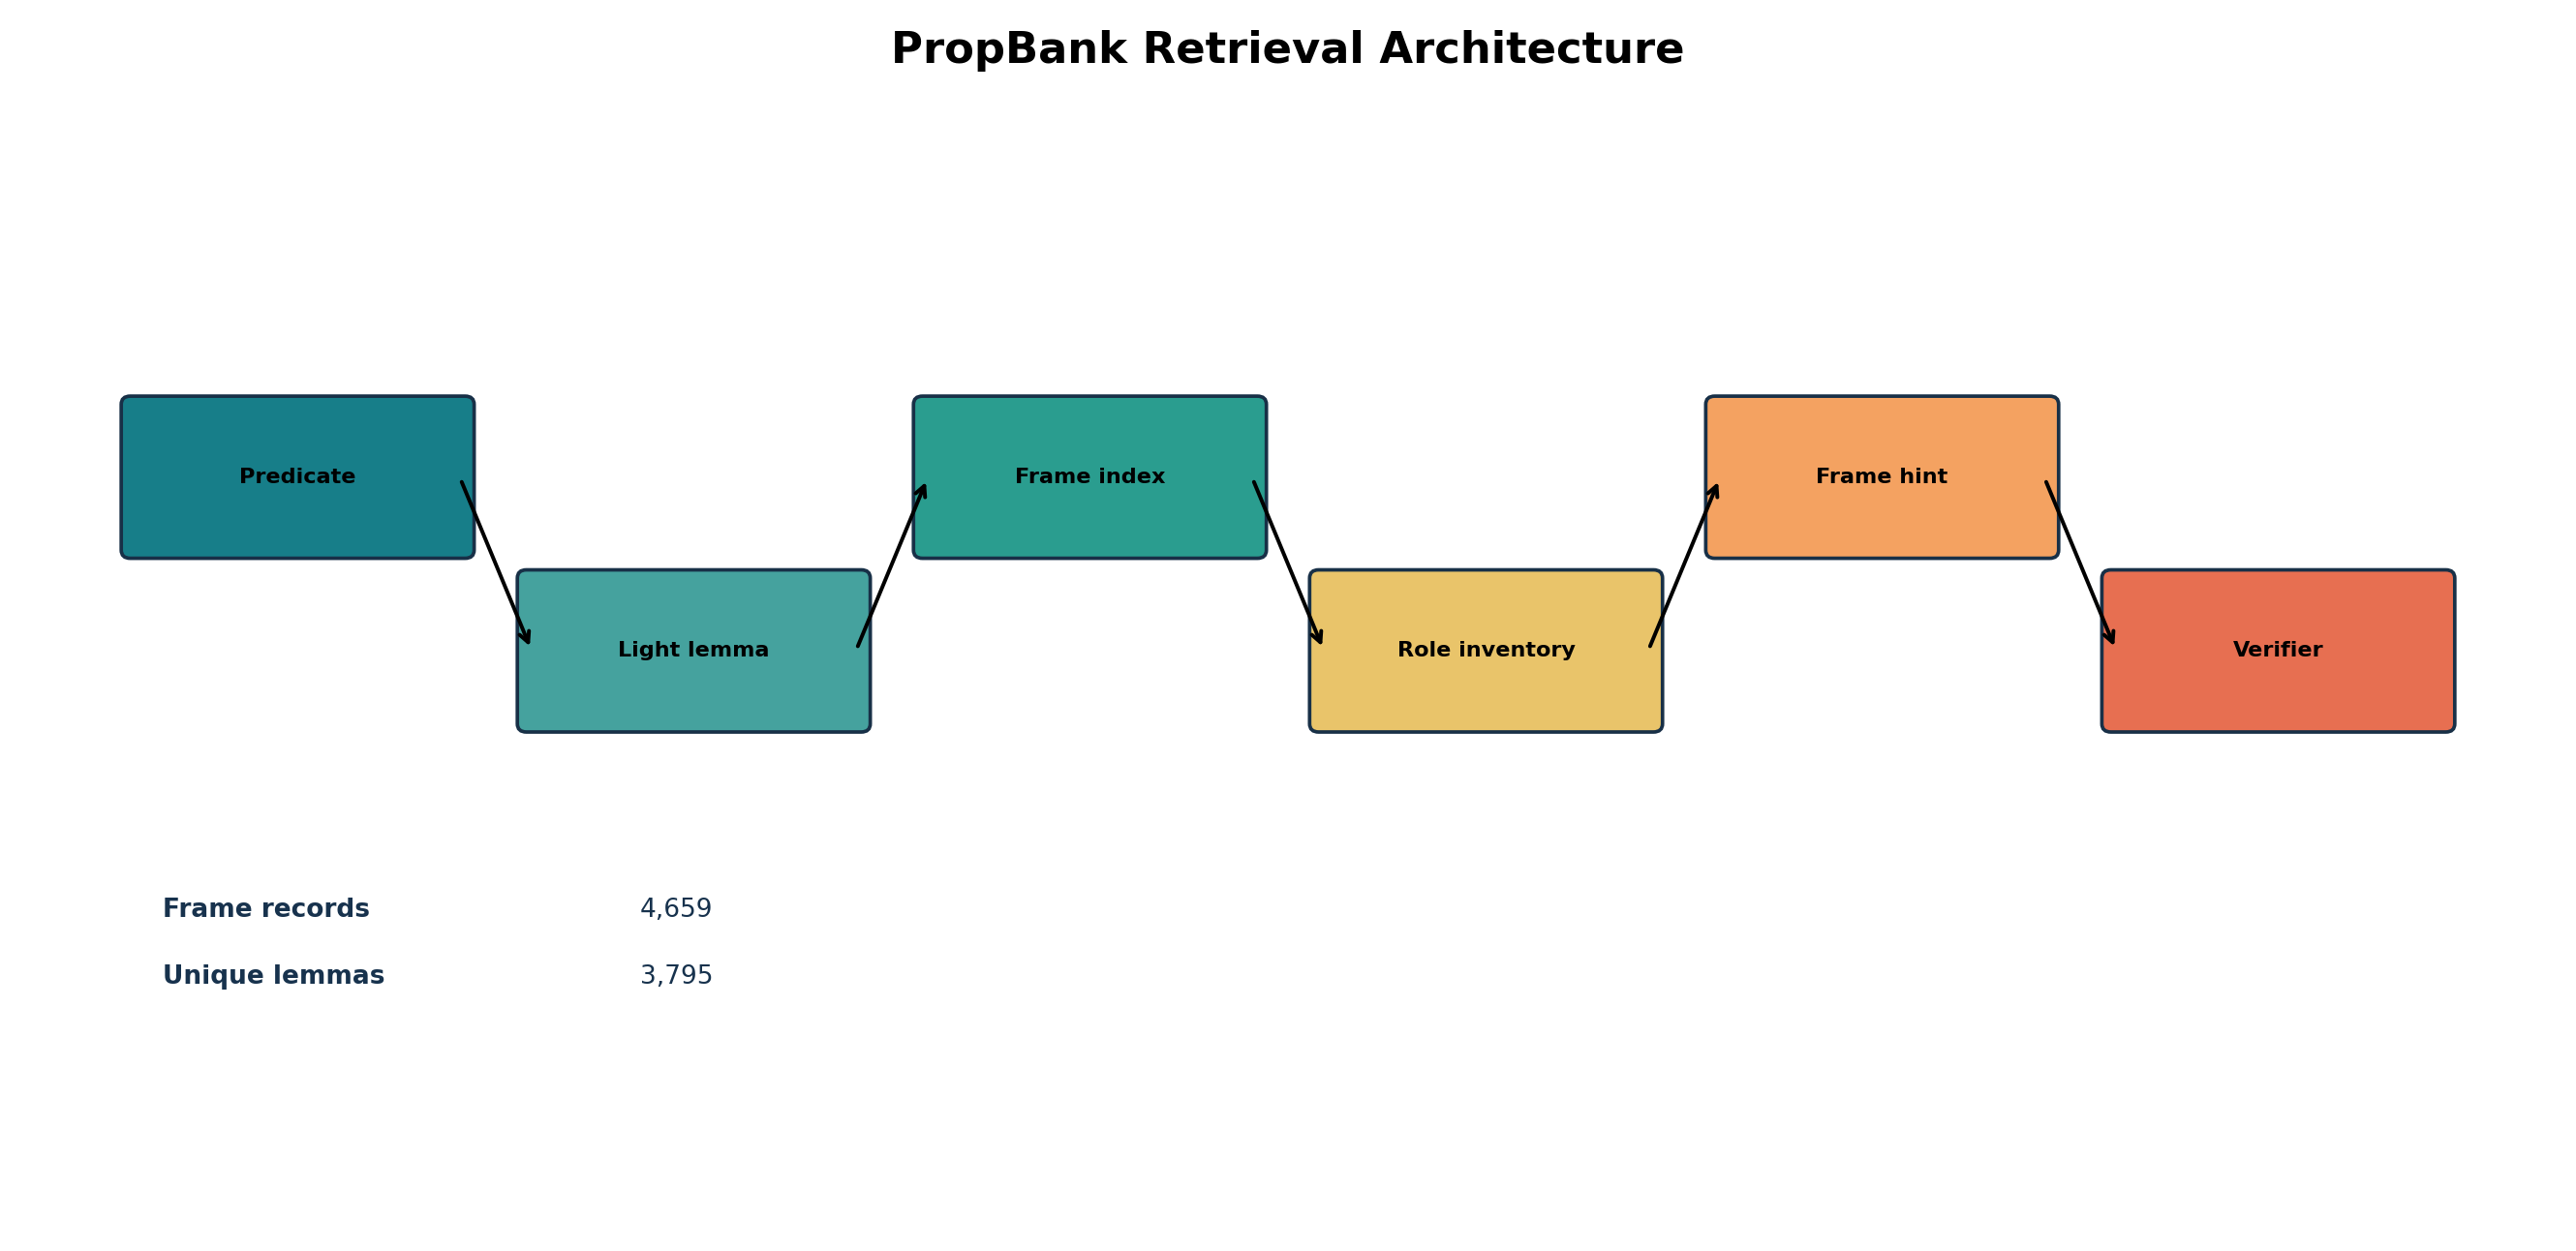 PropBank Retrieval Architecture
Predicate
Frame index
Frame hint
Light lemma
Role inventory
Verifier
Frame records 4,659
Unique lemmas 3,795